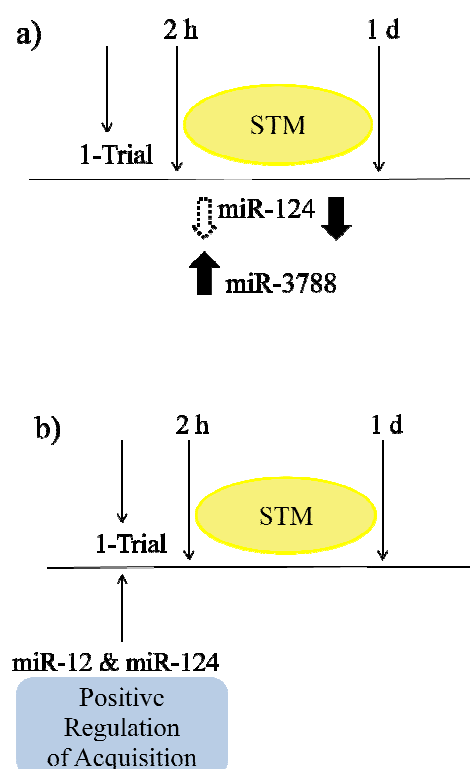 a)
2 h 1 d
STM
1-Trial
miR-124
miR-3788
b)
2 h 1 d
STM
1-Trial
miR-12 & miR-124
Positive
Regulation
of Acquisition